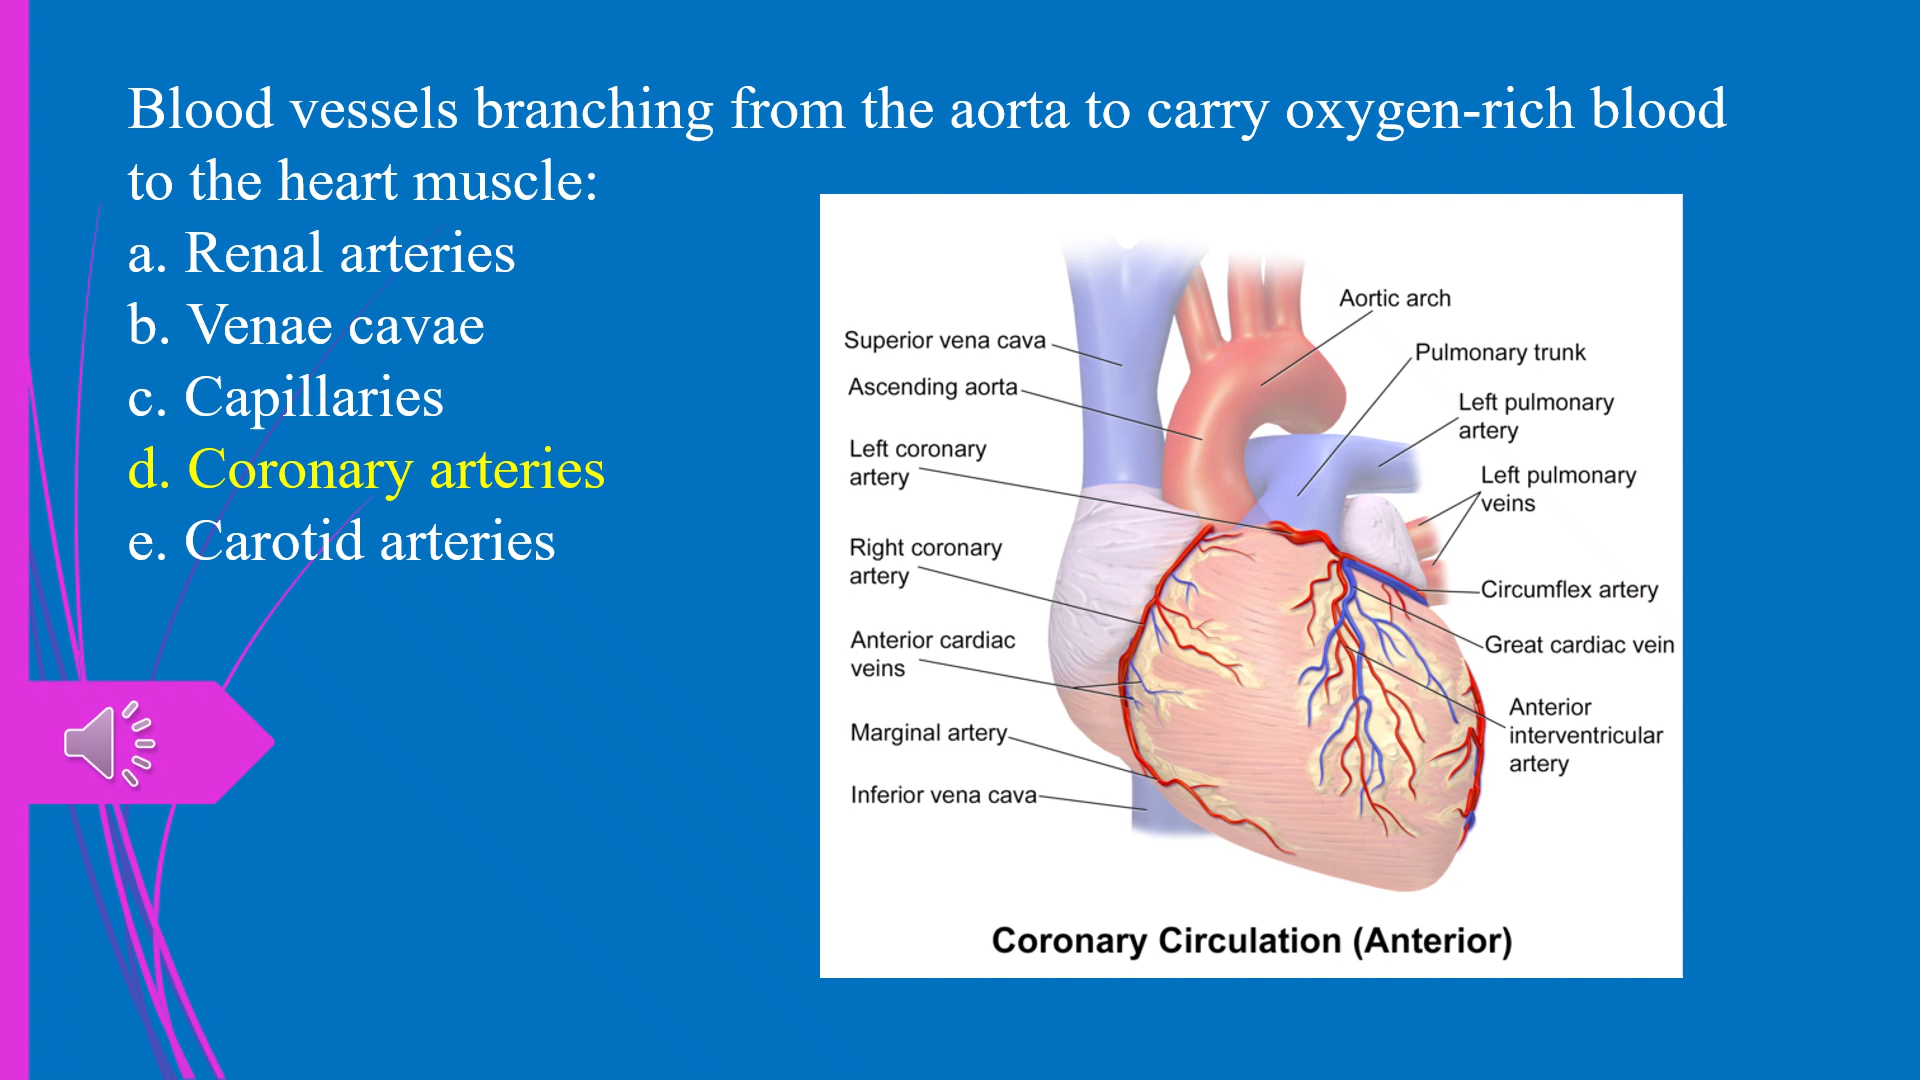 Blood vessels branching from the aorta to carry oxygen-rich blood
to the heart muscle:
a. Renal arteries
b. Venae cavae
c. Capillaries
d. Coronary arteries
e. Carotid arteries
Superior vena cava
Ascending aorta
Left coronary
artery
Right coronary
artery
Anterior cardiac
veins
Marginal artery
Inferior vena cava
Aortic arch
Pulmonary trunk
Left pulmonary
artery
Left pulmonary
veins
Circumflex artery
Great cardiac vein
Anterior
interventricular
artery
Coronary Circulation (Anterior)